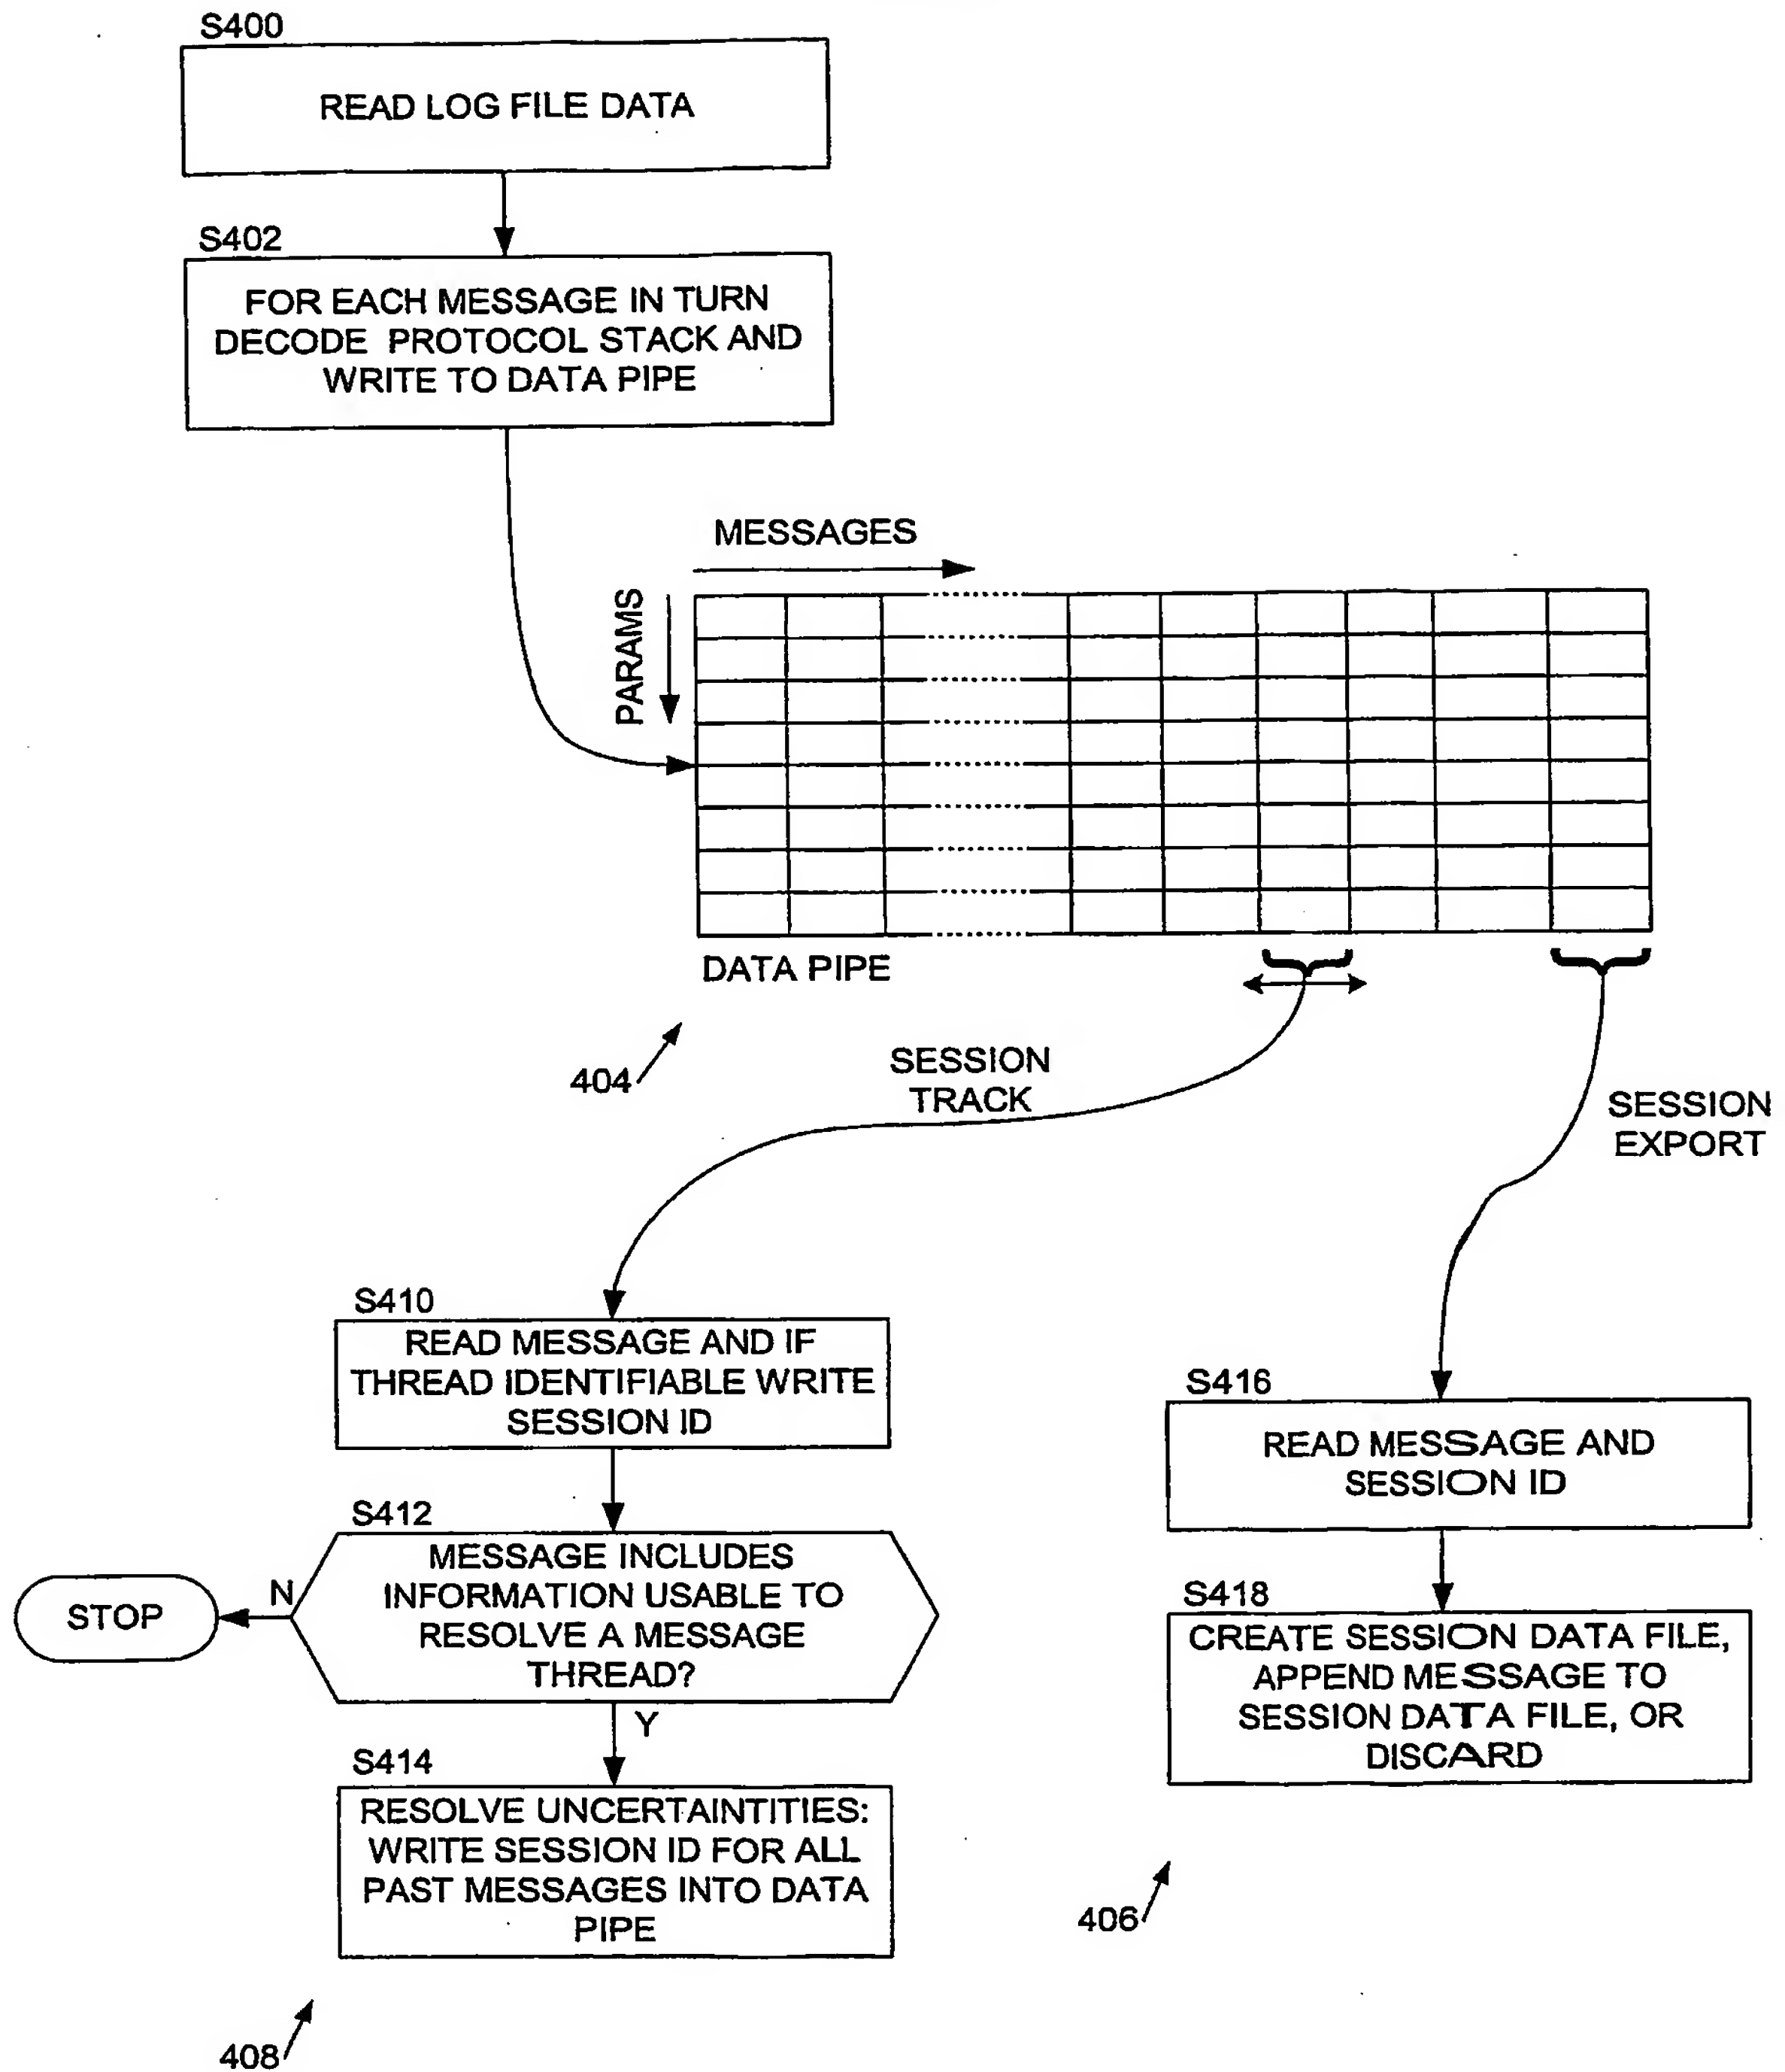 S400
READ LOG FILE DATA
S402
FOR EACH MESSAGE IN TURN
DECODE PROTOCOL STACK AND
WRITE TO DATA PIPE
MESSAGES
PARAMS
DATA PIPE
404
SESSION
TRACK
SESSION
EXPORT
S410
READ MESSAGE AND IF
THREAD IDENTIFIABLE WRITE
SESSION ID
S412
MESSAGE INCLUDES
INFORMATION USABLE TO
RESOLVE A MESSAGE
THREAD?
N
STOP
Y
S414
RESOLVE UNCERTAINTITIES:
WRITE SESSION ID FOR ALL
PAST MESSAGES INTO DATA
PIPE
408
S416
READ MESSAGE AND
SESSION ID
S418
CREATE SESSION DATA FILE,
APPEND MESSAGE TO
SESSION DATA FILE, OR
DISCARD
406